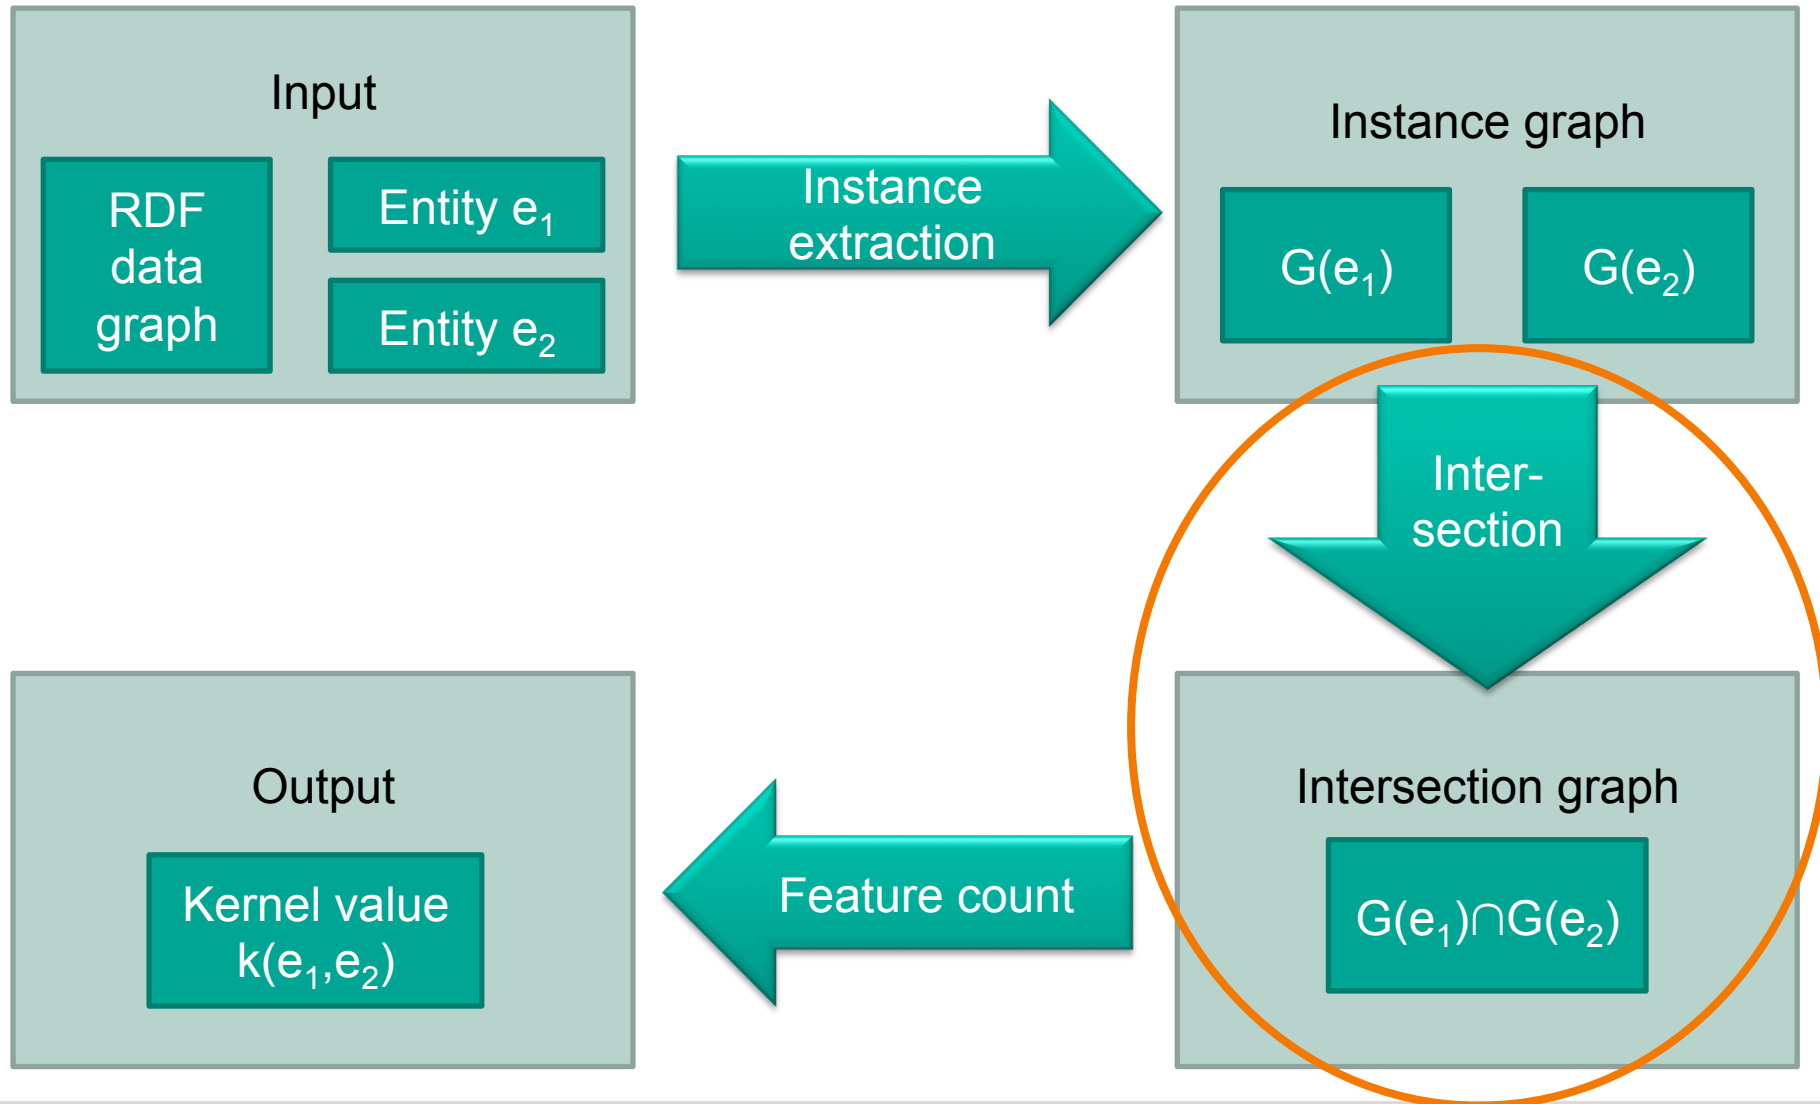 Input
RDF
data
graph
Entity e₁
Entity e₂
Instance
extraction
Instance graph
G(e₁)
G(e₂)
Inter-
section
Intersection graph
G(e₁)∩G(e₂)
Feature count
Output
Kernel value
k(e₁,e₂)